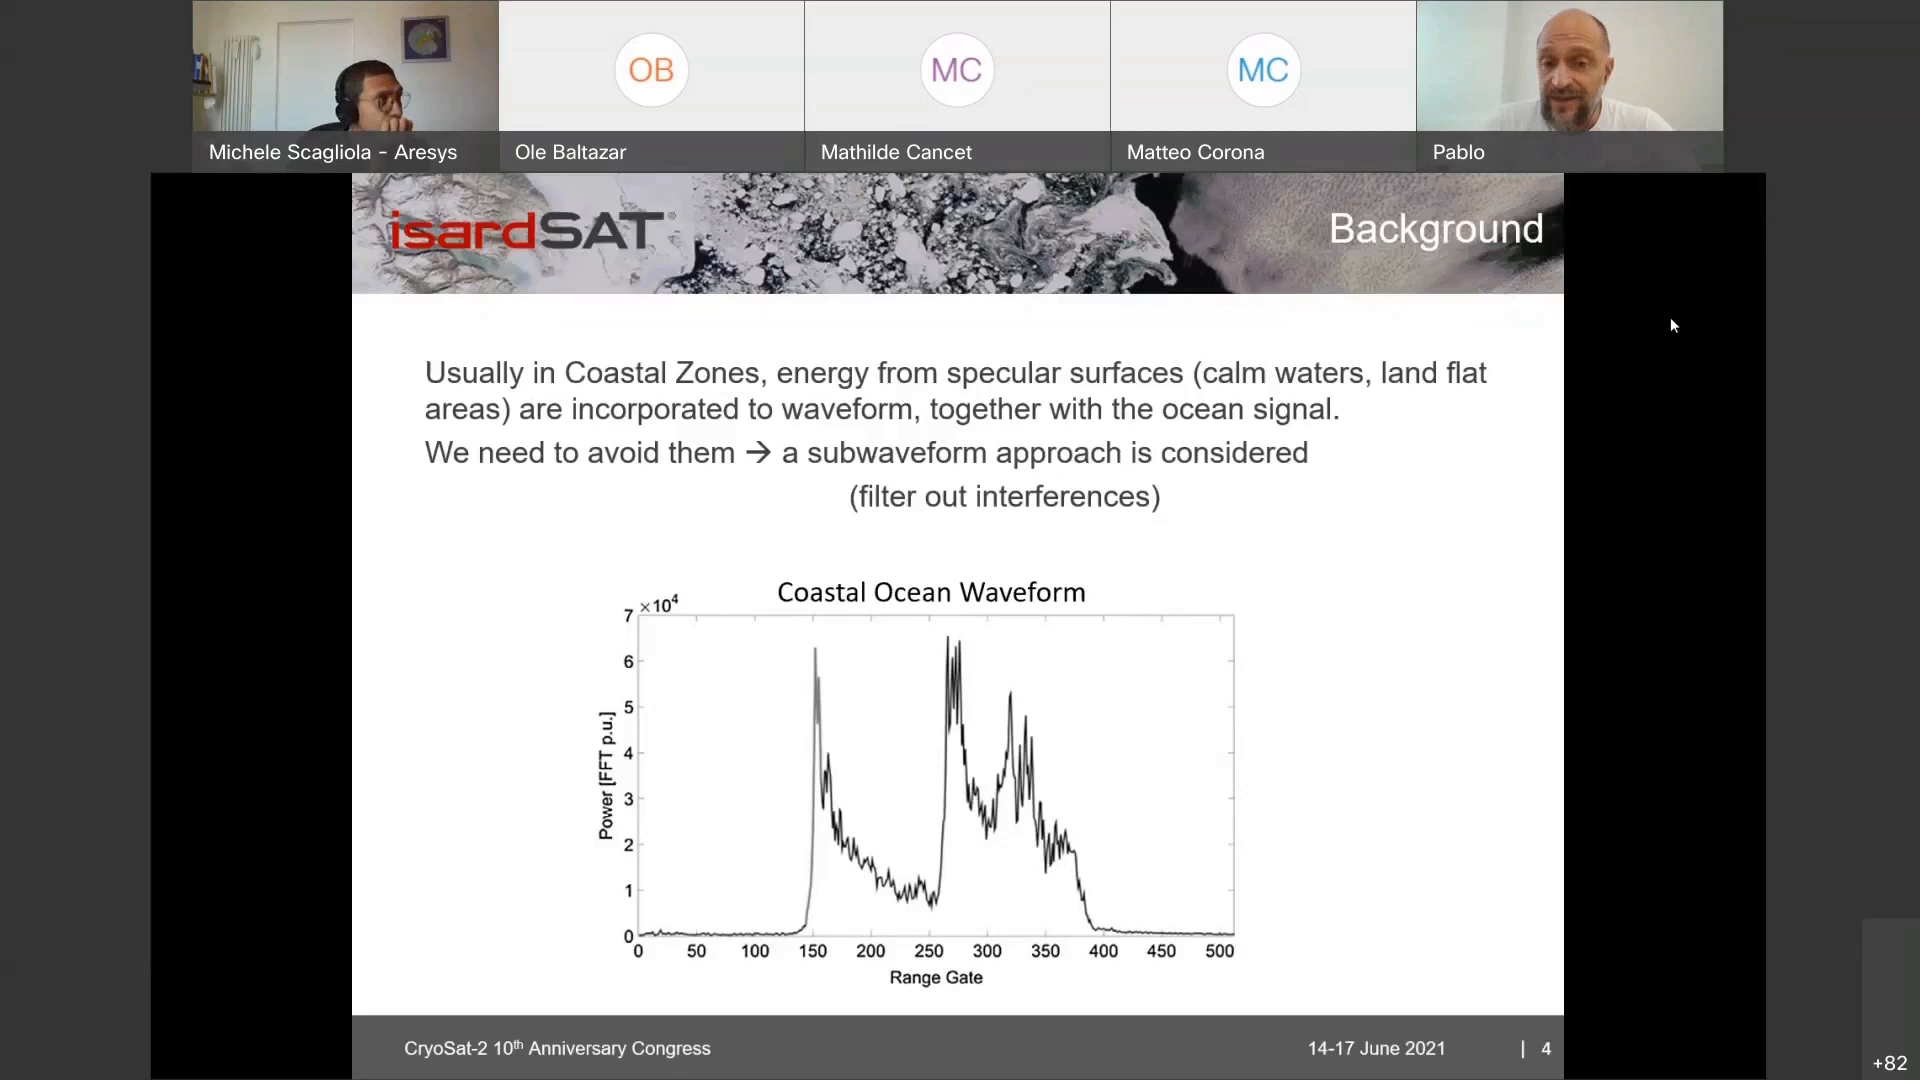 OB
MC
MC
Michele Scagliola - Aresys
Ole Baltazar
Mathilde Cancet
Matteo Corona
Pablo
isardSAT®
Background
Usually in Coastal Zones, energy from specular surfaces (calm waters, land flat
areas) are incorporated to waveform, together with the ocean signal.
We need to avoid them → a subwaveform approach is considered
(filter out interferences)
Coastal Ocean Waveform
×10⁴
7
6
5
4
3
2
1
0
Power [FFT p.u.]
0 50 100 150 200 250 300 350 400 450 500
Range Gate
CryoSat-2 10th Anniversary Congress
14-17 June 2021
| 4
+82